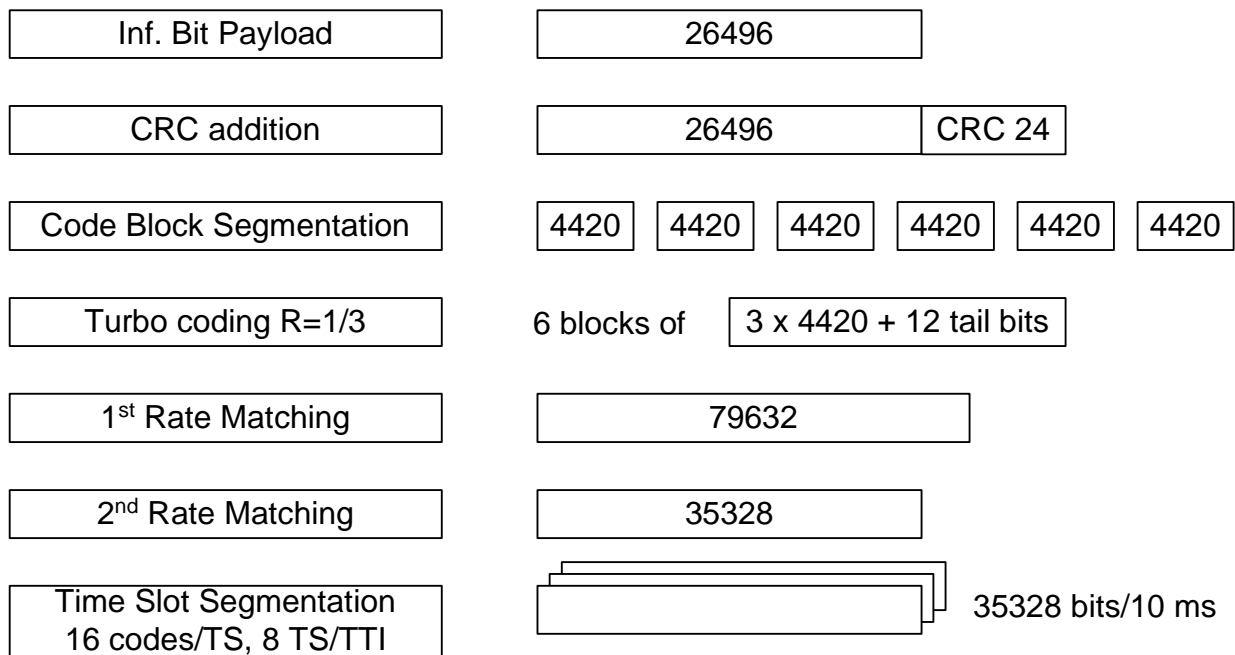 Inf. Bit Payload 26496
CRC addition 26496 CRC 24
Code Block Segmentation 4420 4420 4420 4420 4420 4420
Turbo coding R=1/3 6 blocks of 3 x 4420 + 12 tail bits
1st Rate Matching 79632
2nd Rate Matching 35328
Time Slot Segmentation
16 codes/TS, 8 TS/TTI
35328 bits/10 ms